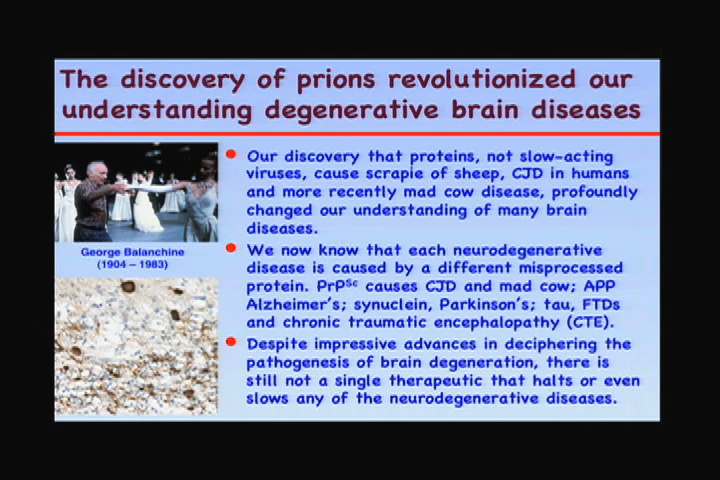 The discovery of prions revolutionized our
understanding degenerative brain diseases
George Balanchine
(1904 – 1983)
Our discovery that proteins, not slow-acting
viruses, cause scrapie of sheep, CJD in humans
and more recently mad cow disease, profoundly
changed our understanding of many brain
diseases.
We now know that each neurodegenerative
disease is caused by a different misprocessed
protein. PrPSc causes CJD and mad cow; APP
Alzheimer's; synuclein, Parkinson's; tau, FTDs
and chronic traumatic encephalopathy (CTE).
Despite impressive advances in deciphering the
pathogenesis of brain degeneration, there is
still not a single therapeutic that halts or even
slows any of the neurodegenerative diseases.